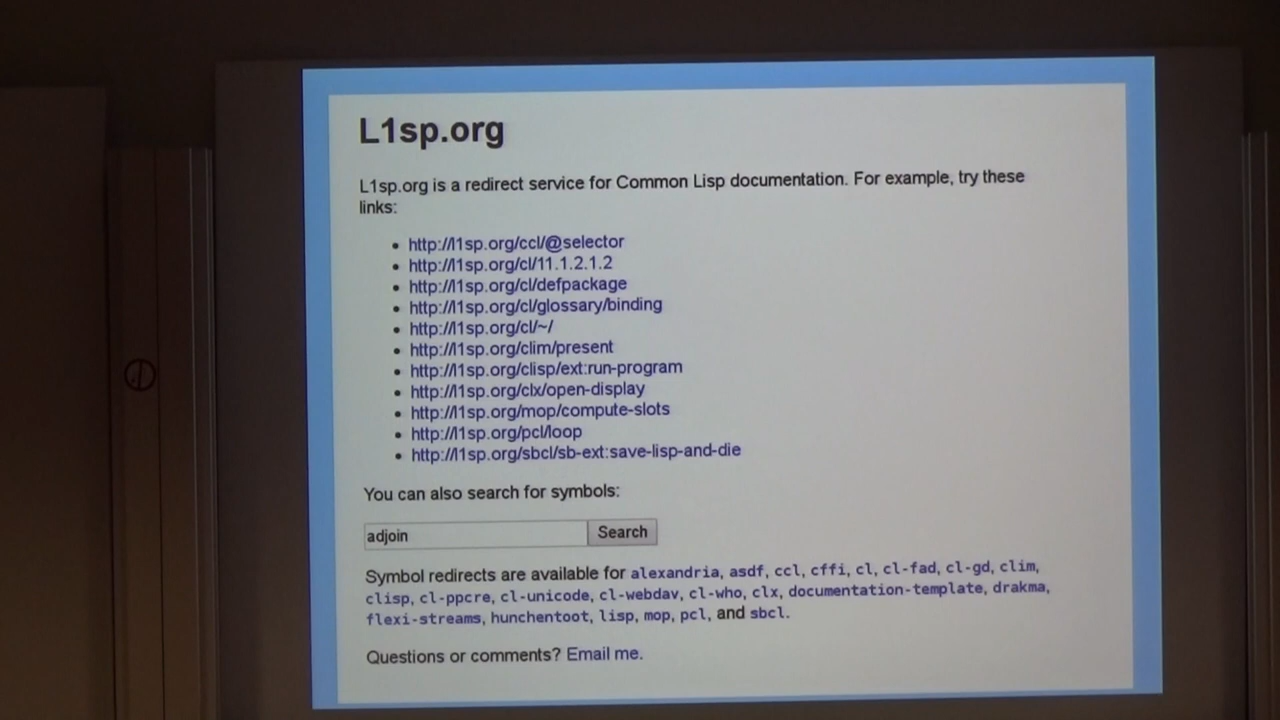 L1sp.org
L1sp.org is a redirect service for Common Lisp documentation. For example, try these
links:
http://l1sp.org/ccl/@selector
http://l1sp.org/cl/11.1.2.1.2
http://l1sp.org/cl/defpackage
http://l1sp.org/cl/glossary/binding
http://l1sp.org/cl/~/
http://l1sp.org/clim/present
http://l1sp.org/clisp/ext:run-program
http://l1sp.org/clx/open-display
http://l1sp.org/mop/compute-slots
http://l1sp.org/pcl/loop
http://l1sp.org/sbcl/sb-ext:save-lisp-and-die
You can also search for symbols:
adjoin Search
Symbol redirects are available for alexandria, asdf, ccl, cffi, cl, cl-fad, cl-gd, clim,
clisp, cl-ppcre, cl-unicode, cl-webdav, cl-who, clx, documentation-template, drakma,
flexi-streams, hunchentoot, lisp, mop, pcl, and sbcl.
Questions or comments? Email me.